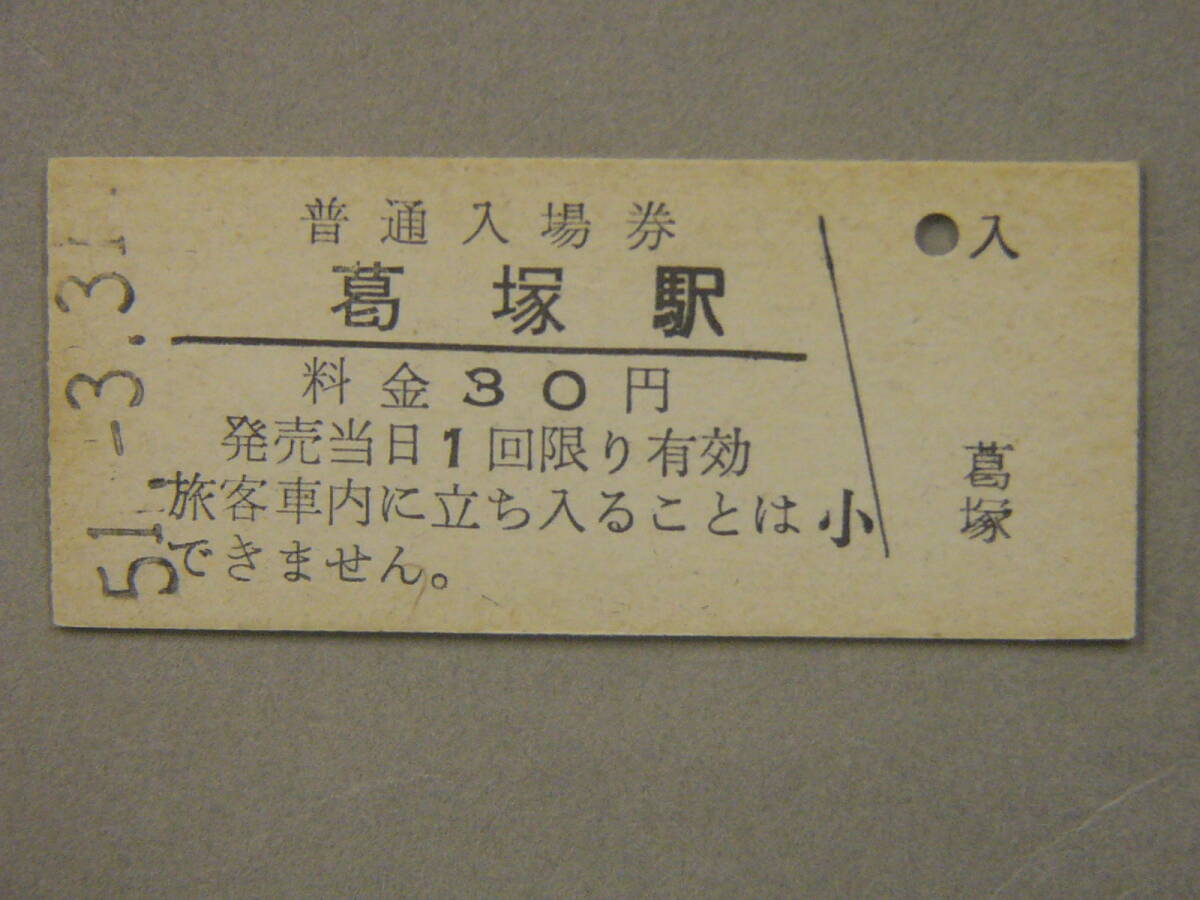 普通入場券
葛塚駅
料金30円
発売当日1回限り有効
旅客車内に立ち入ることは
できません。
小
入
葛塚
51.-3.31